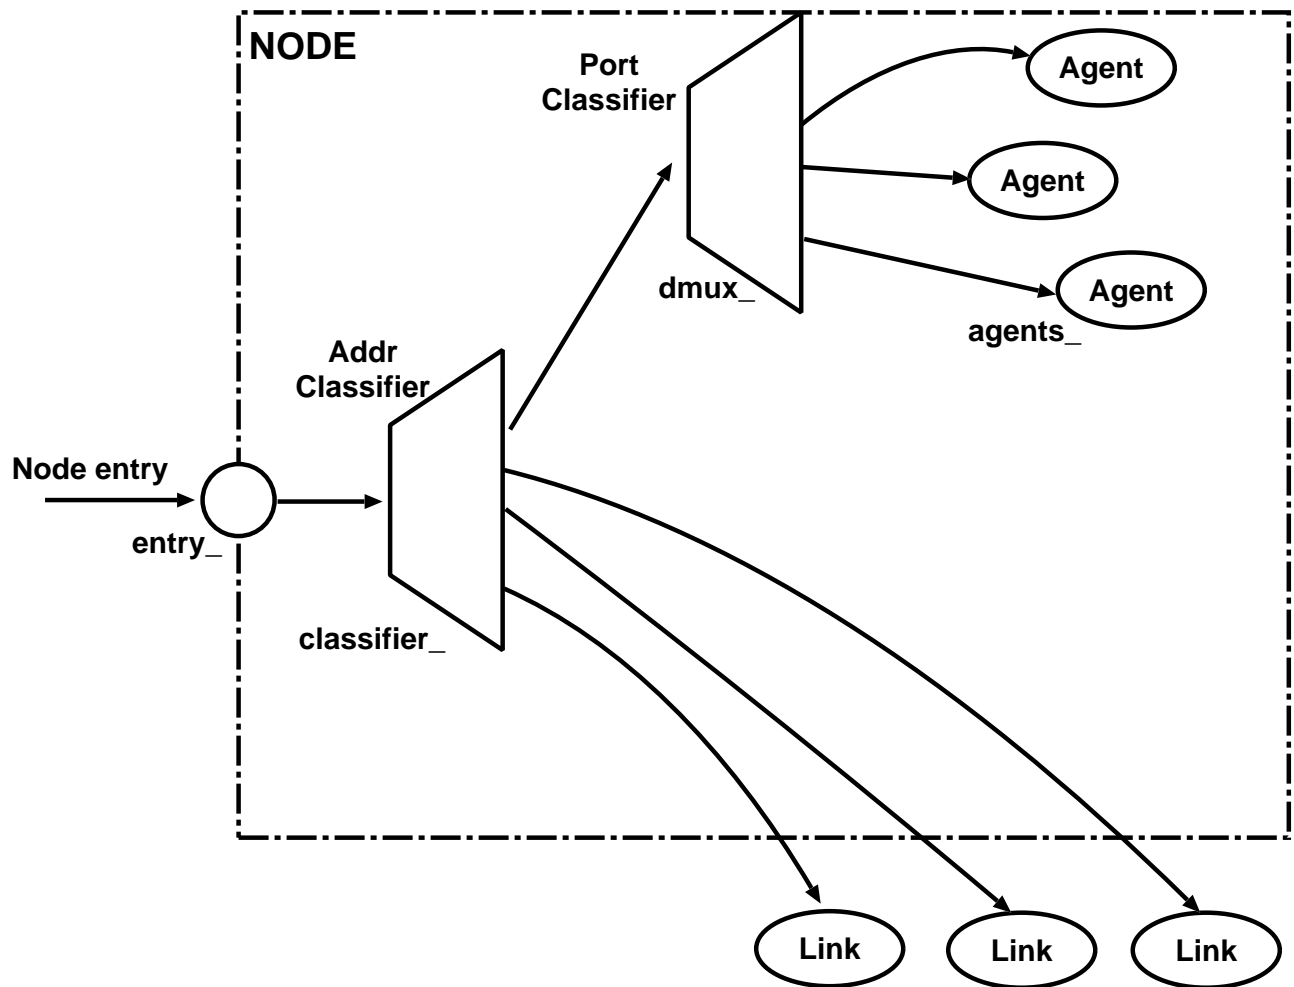 NODE
Port
Classifier
Agent
Agent
dmux_
Agent
agents_
Addr
Classifier
Node entry
entry_
classifier_
Link
Link
Link